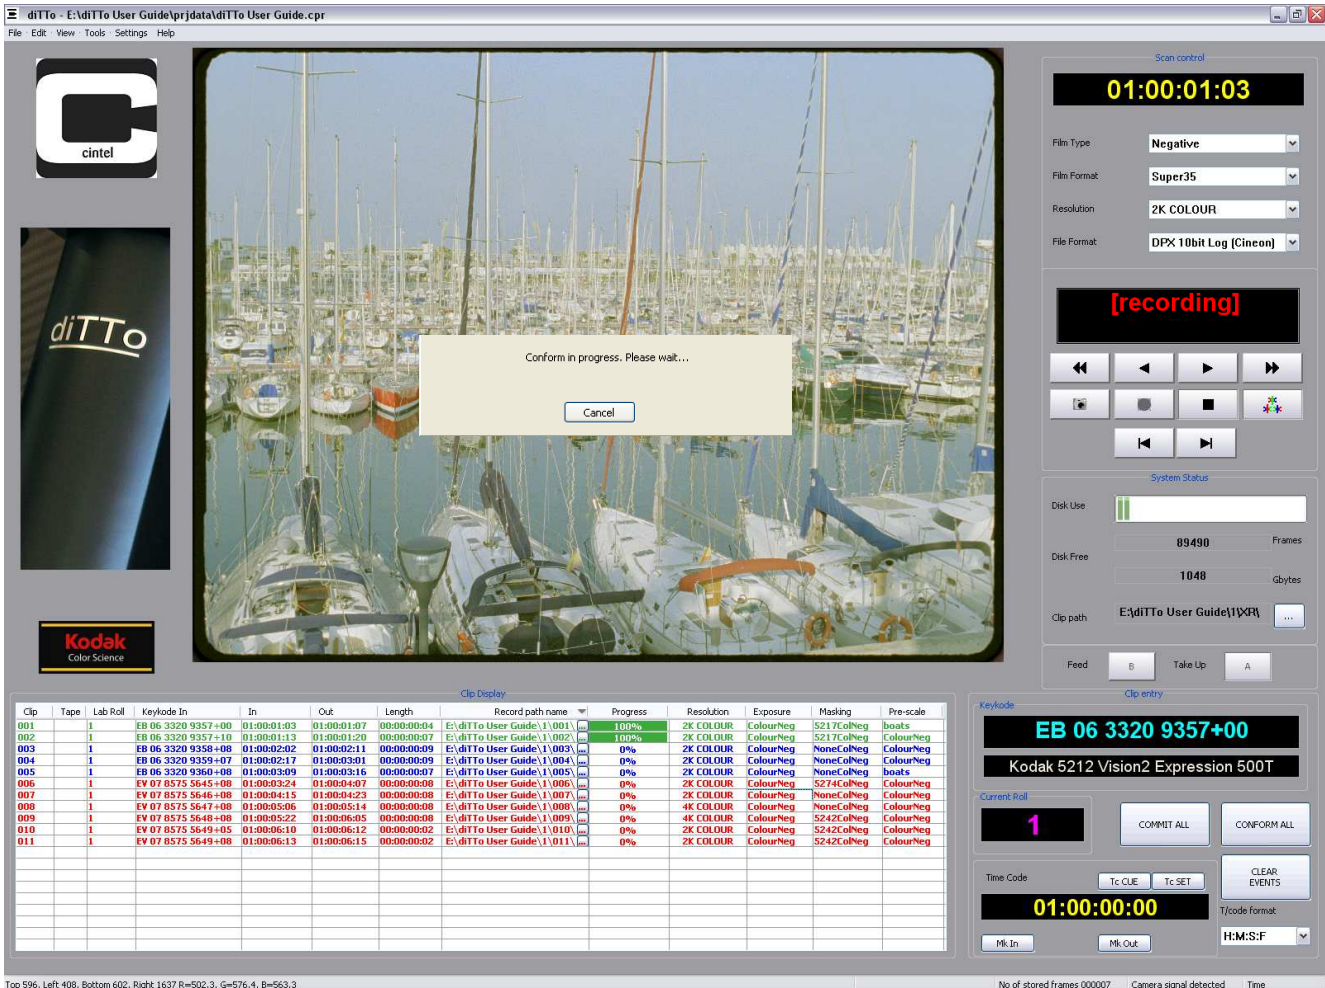 diTTo - E:\diTTo User Guide\prjdata\diTTo User Guide.cpr
File Edit View Tools Settings Help
cintel
diTTo
Kodak
Color Science
Conform in progress. Please wait...
Cancel
Scan control
01:00:01:03
Film Type Negative
Film Format Super35
Resolution 2K COLOUR
File Format DPX 10bit Log (Cineon)
[recording]
System Status
Disk Use
89490 Frames
Disk Free
1048 Gbytes
Clip path E:\diTTo User Guide\1\XR\ ...
Feed B Take Up A
Clip Display
Clip Tape Lab Roll Keykode In In Out Length Record path name Progress Resolution Exposure Masking Pre-scale
001 1 EB 06 3320 9357+00 01:00:01:03 01:00:01:07 00:00:00:04 E:\diTTo User Guide\1\001\ ... 100% 2K COLOUR ColourNeg 5217ColNeg boats
002 1 EB 06 3320 9357+10 01:00:01:13 01:00:01:20 00:00:00:07 E:\diTTo User Guide\1\002\ ... 100% 2K COLOUR ColourNeg 5217ColNeg ColourNeg
003 1 EB 06 3320 9358+08 01:00:02:02 01:00:02:11 00:00:00:09 E:\diTTo User Guide\1\003\ ... 0% 2K COLOUR ColourNeg NoneColNeg ColourNeg
004 1 EB 06 3320 9359+07 01:00:02:17 01:00:03:01 00:00:00:09 E:\diTTo User Guide\1\004\ ... 0% 2K COLOUR ColourNeg NoneColNeg ColourNeg
005 1 EB 06 3320 9360+08 01:00:03:09 01:00:03:16 00:00:00:07 E:\diTTo User Guide\1\005\ ... 0% 2K COLOUR ColourNeg NoneColNeg boats
006 1 EV 07 8575 5645+08 01:00:03:24 01:00:04:07 00:00:00:08 E:\diTTo User Guide\1\006\ ... 0% 2K COLOUR ColourNeg 5274ColNeg ColourNeg
007 1 EV 07 8575 5646+08 01:00:04:15 01:00:04:23 00:00:00:08 E:\diTTo User Guide\1\007\ ... 0% 2K COLOUR ColourNeg NoneColNeg ColourNeg
008 1 EV 07 8575 5647+08 01:00:05:06 01:00:05:14 00:00:00:08 E:\diTTo User Guide\1\008\ ... 0% 4K COLOUR ColourNeg NoneColNeg ColourNeg
009 1 EV 07 8575 5648+08 01:00:05:22 01:00:06:05 00:00:00:08 E:\diTTo User Guide\1\009\ ... 0% 4K COLOUR ColourNeg 5242ColNeg ColourNeg
010 1 EV 07 8575 5649+05 01:00:06:10 01:00:06:12 00:00:00:02 E:\diTTo User Guide\1\010\ ... 0% 2K COLOUR ColourNeg 5242ColNeg ColourNeg
011 1 EV 07 8575 5649+08 01:00:06:13 01:00:06:15 00:00:00:02 E:\diTTo User Guide\1\011\ ... 0% 2K COLOUR ColourNeg 5242ColNeg ColourNeg
Clip entry
Keykode
EB 06 3320 9357+00
Kodak 5212 Vision2 Expression 500T
Current Roll
1
COMMIT ALL
CONFORM ALL
Time Code
Tc CUE Tc SET
CLEAR
EVENTS
01:00:00:00
T/code format
Mk In Mk Out
H:M:S:F
Top 596, Left 408, Bottom 602, Right 1637 R=502.3, G=576.4, B=563.3
No of stored frames 000007 Camera signal detected Time